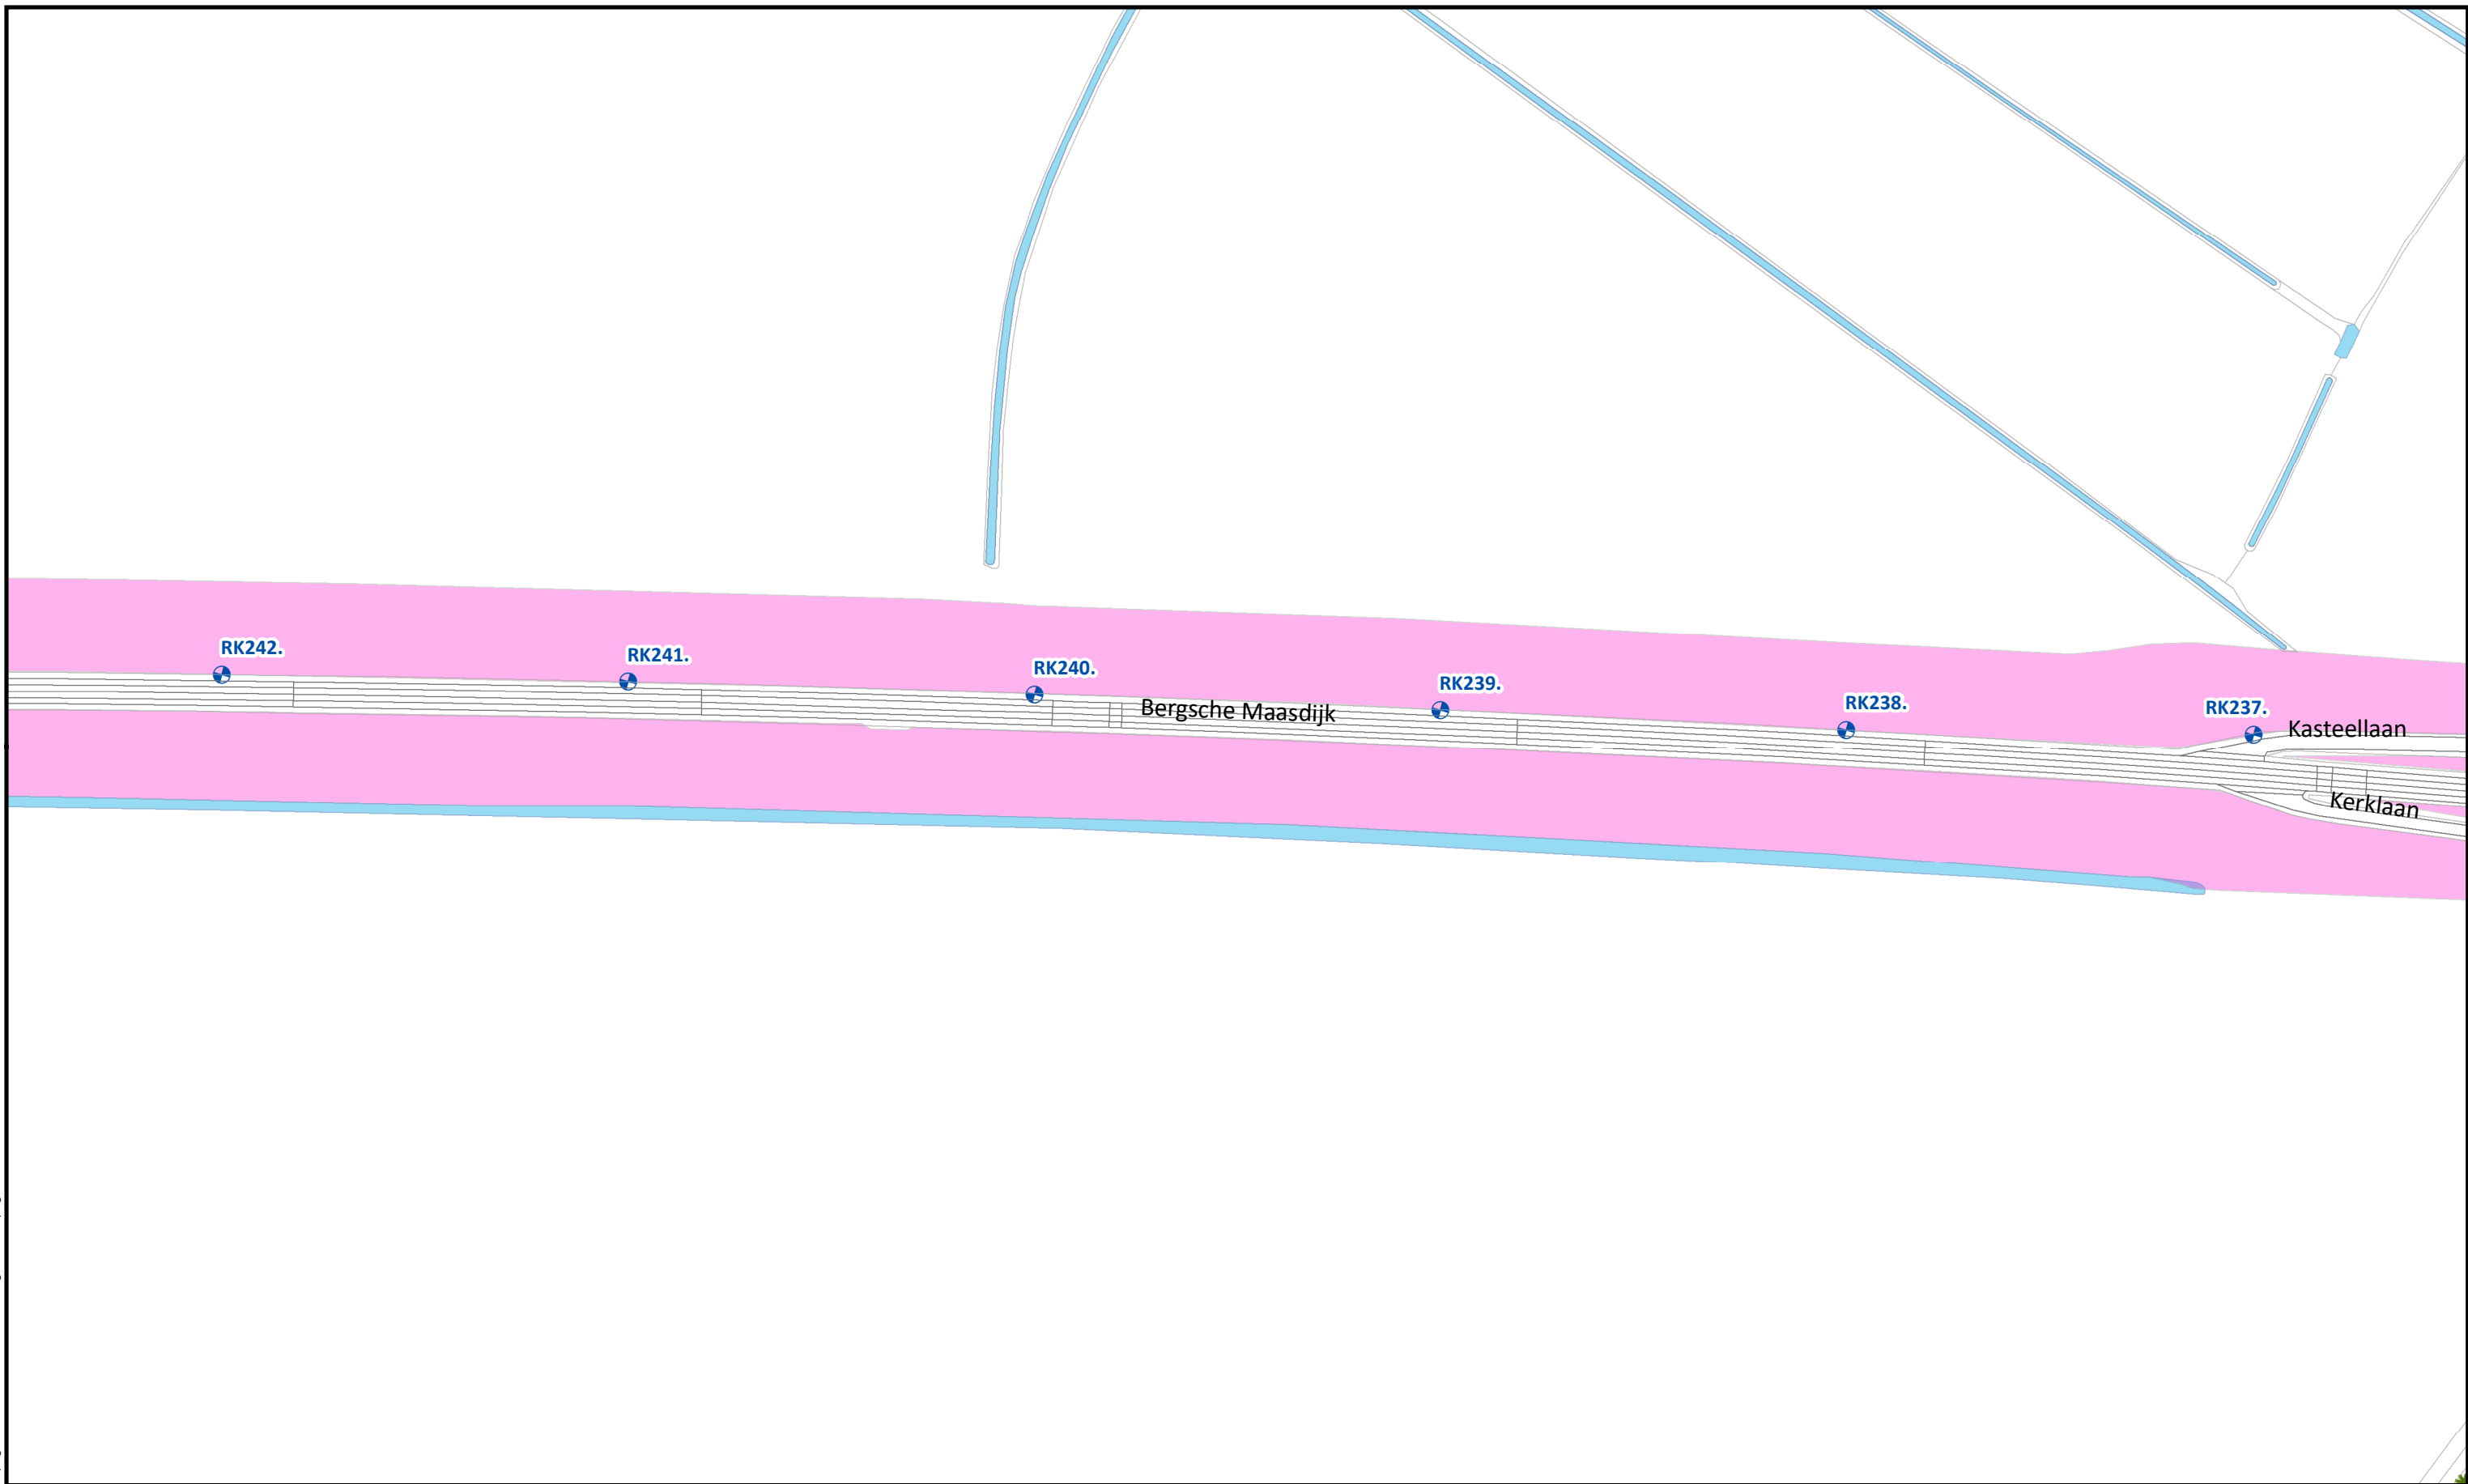 RK242.
RK241.
RK240.
RK239.
Bergsche Maasdijk
RK238.
RK237.
Kasteellaan
Kerklaan